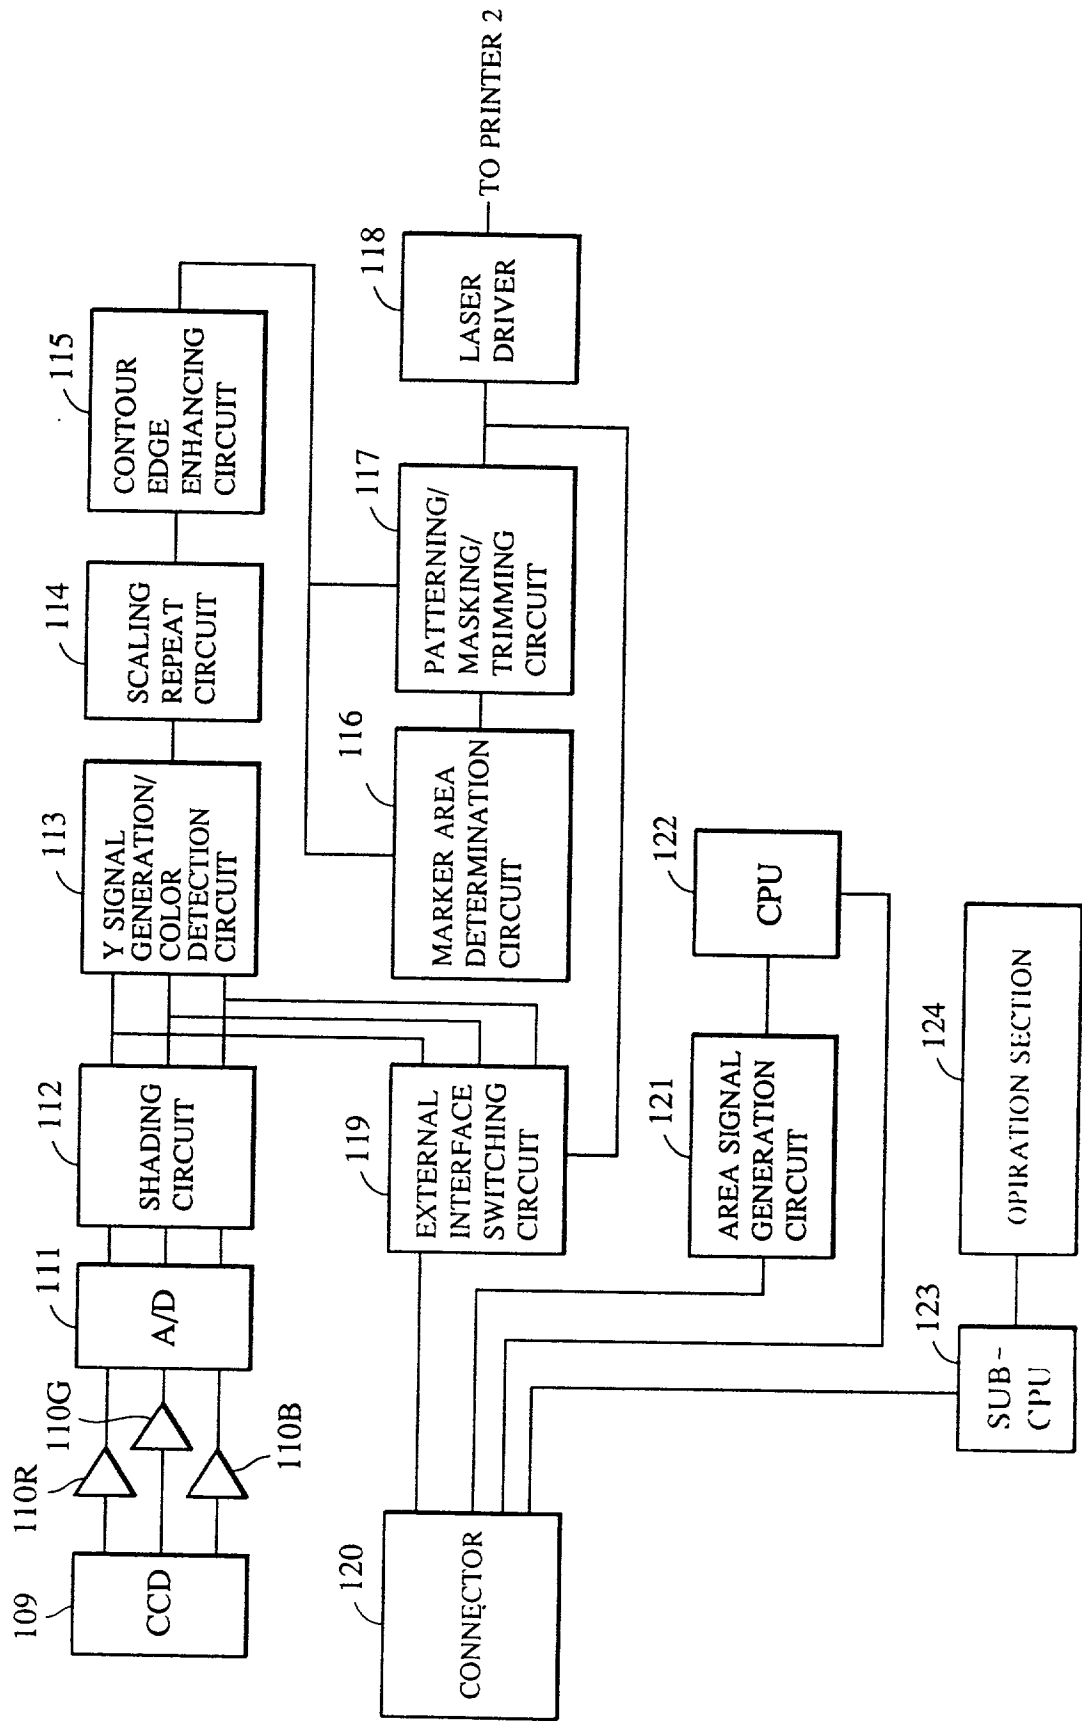 109
CCD
110R
110G
110B
111
A/D
112
SHADING
CIRCUIT
113
Y SIGNAL
GENERATION/
COLOR
DETECTION
CIRCUIT
114
SCALING
REPEAT
CIRCUIT
115
CONTOUR
EDGE
ENHANCING
CIRCUIT
116
MARKER AREA
DETERMINATION
CIRCUIT
117
PATTERNING/
MASKING/
TRIMMING
CIRCUIT
118
LASER
DRIVER
TO PRINTER 2
119
EXTERNAL
INTERFACE
SWITCHING
CIRCUIT
120
CONNECTOR
121
AREA SIGNAL
GENERATION
CIRCUIT
122
CPU
123
SUB-
CPU
124
OPIRATION SECTION